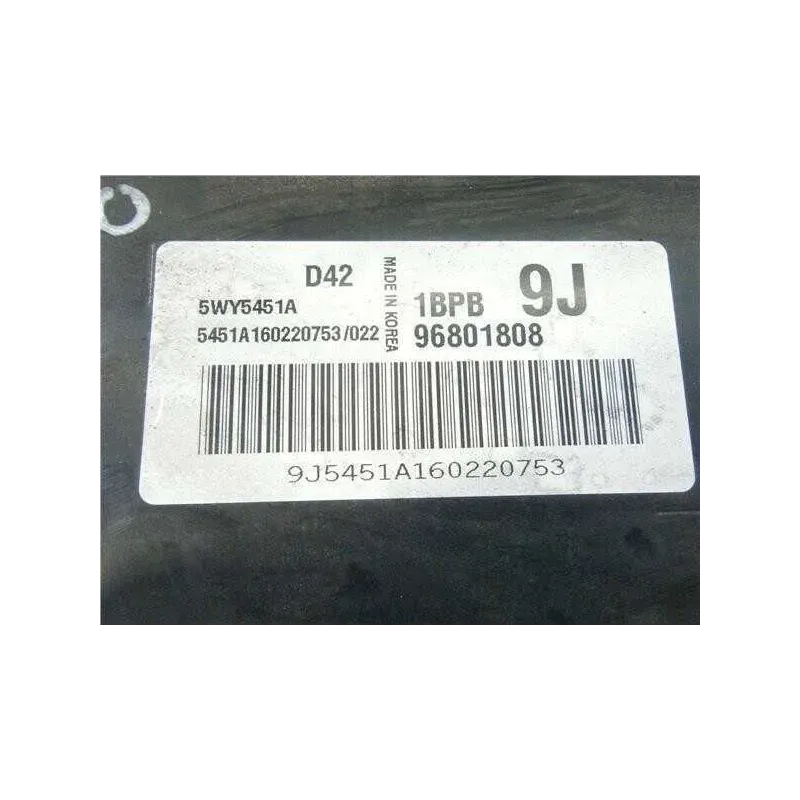 D42
5WY5451A
5451A160220753/022
MADE IN KOREA
1BPB 9J
96801808
9J5451A160220753